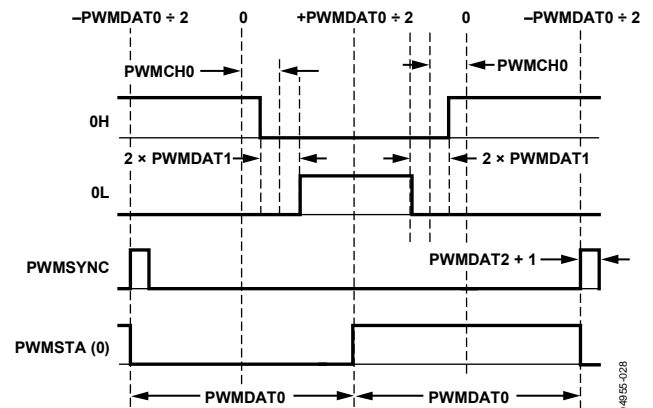 –PWMDAT0 ÷ 2 0 +PWMDAT0 ÷ 2 0 –PWMDAT0 ÷ 2
PWMCH0 PWMCH0
0H
2 × PWMDAT1 2 × PWMDAT1
0L
PWMSYNC PWMDAT2 + 1
PWMSTA (0)
PWMDAT0 PWMDAT0
04955-028